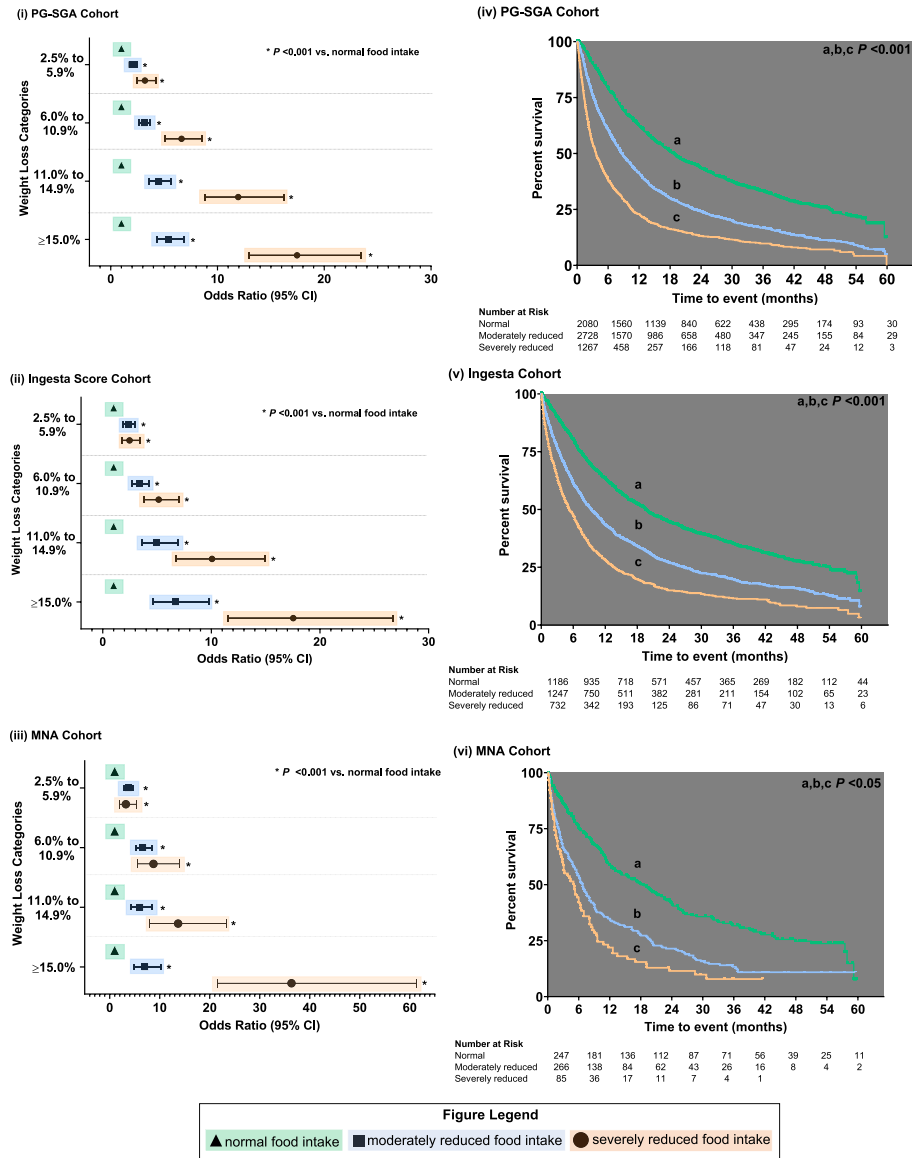 (i) PG-SGA Cohort
* P <0.001 vs. normal food intake
Weight Loss Categories
2.5% to
5.9%
*
*
6.0% to
10.9%
*
*
11.0% to
14.9%
*
*
≥15.0%
*
*
0 10 20 30
Odds Ratio (95% CI)
(iv) PG-SGA Cohort
a,b,c P <0.001
Percent survival
100
75
50
25
0
a
b
c
0 6 12 18 24 30 36 42 48 54 60
Time to event (months)
Number at Risk
Normal 2080 1560 1139 840 622 438 295 174 93 30
Moderately reduced 2728 1570 986 658 480 347 245 155 84 29
Severely reduced 1267 458 257 166 118 81 47 24 12 3
(ii) Ingesta Score Cohort
* P <0.001 vs. normal food intake
Weight Loss Categories
2.5% to
5.9%
*
*
6.0% to
10.9%
*
*
11.0% to
14.9%
*
*
≥15.0%
*
*
0 10 20 30
Odds Ratio (95% CI)
(v) Ingesta Cohort
a,b,c P <0.001
Percent survival
100
75
50
25
0
a
b
c
0 6 12 18 24 30 36 42 48 54 60
Time to event (months)
Number at Risk
Normal 1186 935 718 571 457 365 269 182 112 44
Moderately reduced 1247 750 511 382 281 211 154 102 65 23
Severely reduced 732 342 193 125 86 71 47 30 13 6
(iii) MNA Cohort
* P <0.001 vs. normal food intake
Weight Loss Categories
2.5% to
5.9%
*
*
6.0% to
10.9%
*
*
11.0% to
14.9%
*
*
≥15.0%
*
*
0 10 20 30 40 50 60
Odds Ratio (95% CI)
(vi) MNA Cohort
a,b,c P <0.05
Percent survival
100
75
50
25
0
a
b
c
0 6 12 18 24 30 36 42 48 54 60
Time to event (months)
Number at Risk
Normal 247 181 136 112 87 71 56 39 25 11
Moderately reduced 266 138 84 62 43 26 16 8 4 2
Severely reduced 85 36 17 11 7 4 1
Figure Legend
normal food intake moderately reduced food intake severely reduced food intake